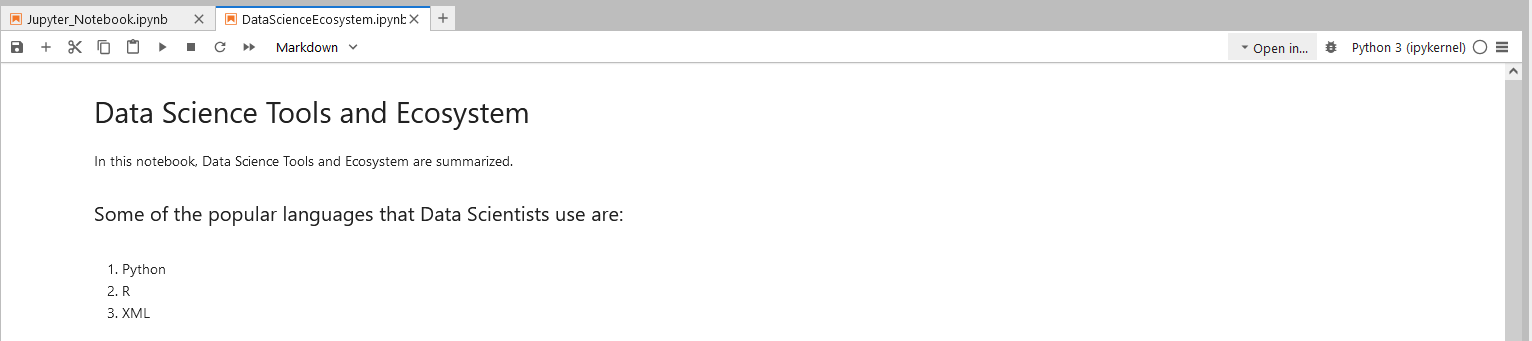 Jupyter_Notebook.ipynb
DataScienceEcosystem.ipynb
Markdown
Open in...
Python 3 (ipykernel)
Data Science Tools and Ecosystem
In this notebook, Data Science Tools and Ecosystem are summarized.
Some of the popular languages that Data Scientists use are:
1. Python
2. R
3. XML